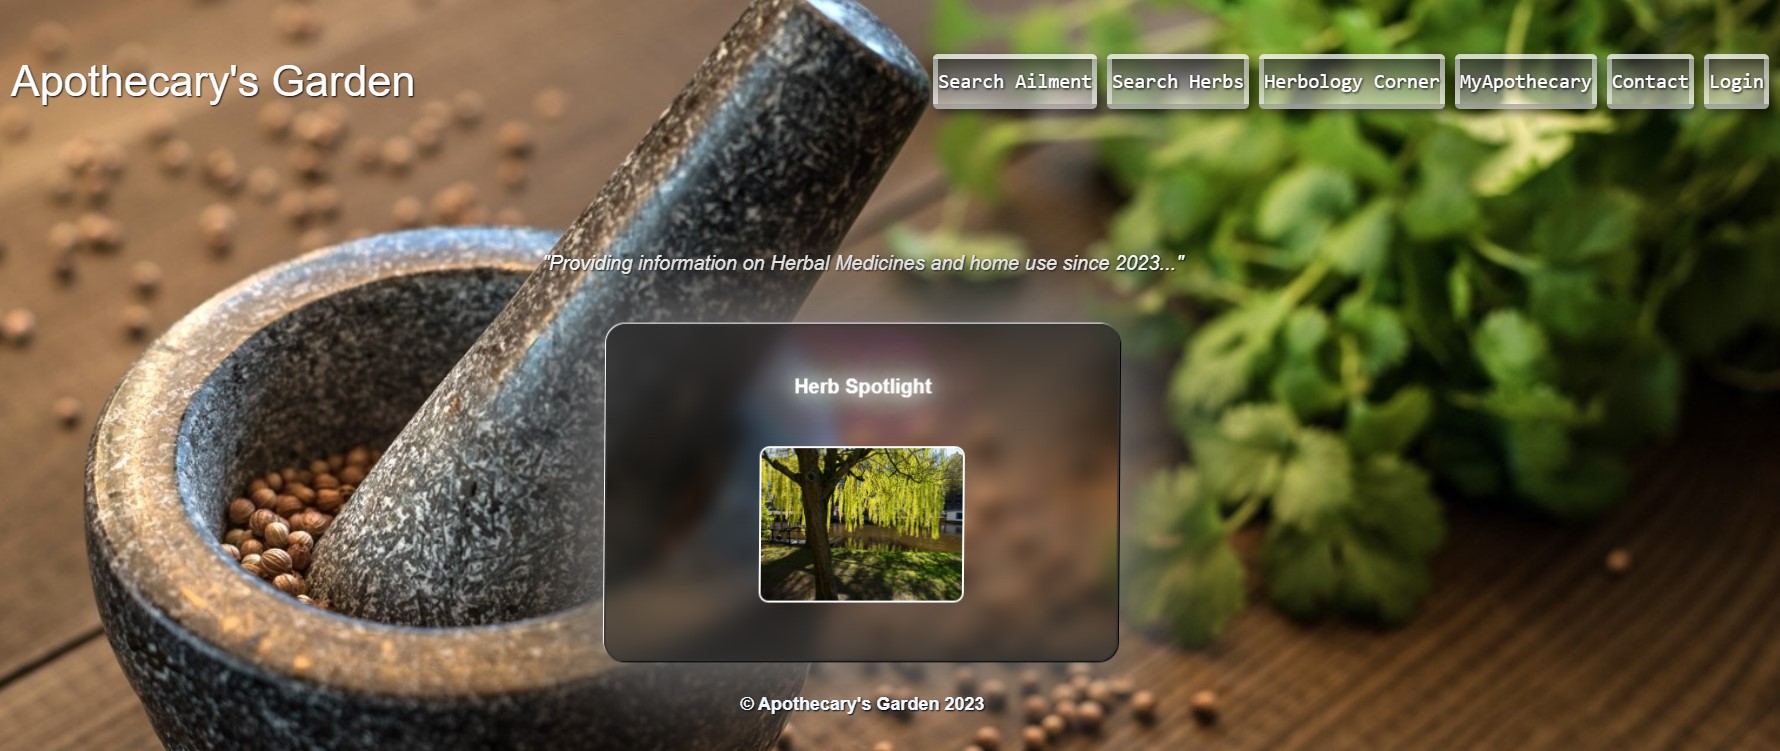 Apothecary's Garden
Search Ailment
Search Herbs
Herbology Corner
MyApothecary
Contact
Login
"Providing information on Herbal Medicines and home use since 2023..."
Herb Spotlight
© Apothecary's Garden 2023